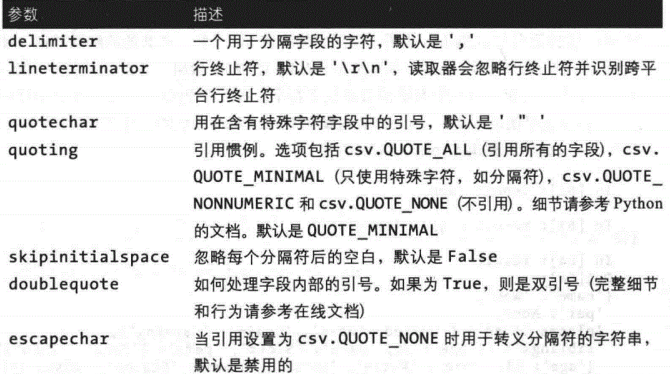 参数 描述
delimiter 一个用于分隔字段的字符，默认是','
lineterminator 行终止符，默认是'\r\n'，读取器会忽略行终止符并识别跨平
台行终止符
quotechar 用在含有特殊字符字段中的引号，默认是' " '
quoting 引用惯例。选项包括 csv.QUOTE_ALL（引用所有的字段），csv.
QUOTE_MINIMAL（只使用特殊字符，如分隔符），csv.QUOTE_
NONNUMERIC 和 csv.QUOTE_NONE（不引用）。细节请参考 Python
的文档。默认是 QUOTE_MINIMAL
skipinitialspace 忽略每个分隔符后的空白，默认是 False
doublequote 如何处理字段内部的引号。如果为 True，则是双引号（完整细节
和行为请参考在线文档）
escapechar 当引用设置为 csv.QUOTE_NONE 时用于转义分隔符的字符串，
默认是禁用的